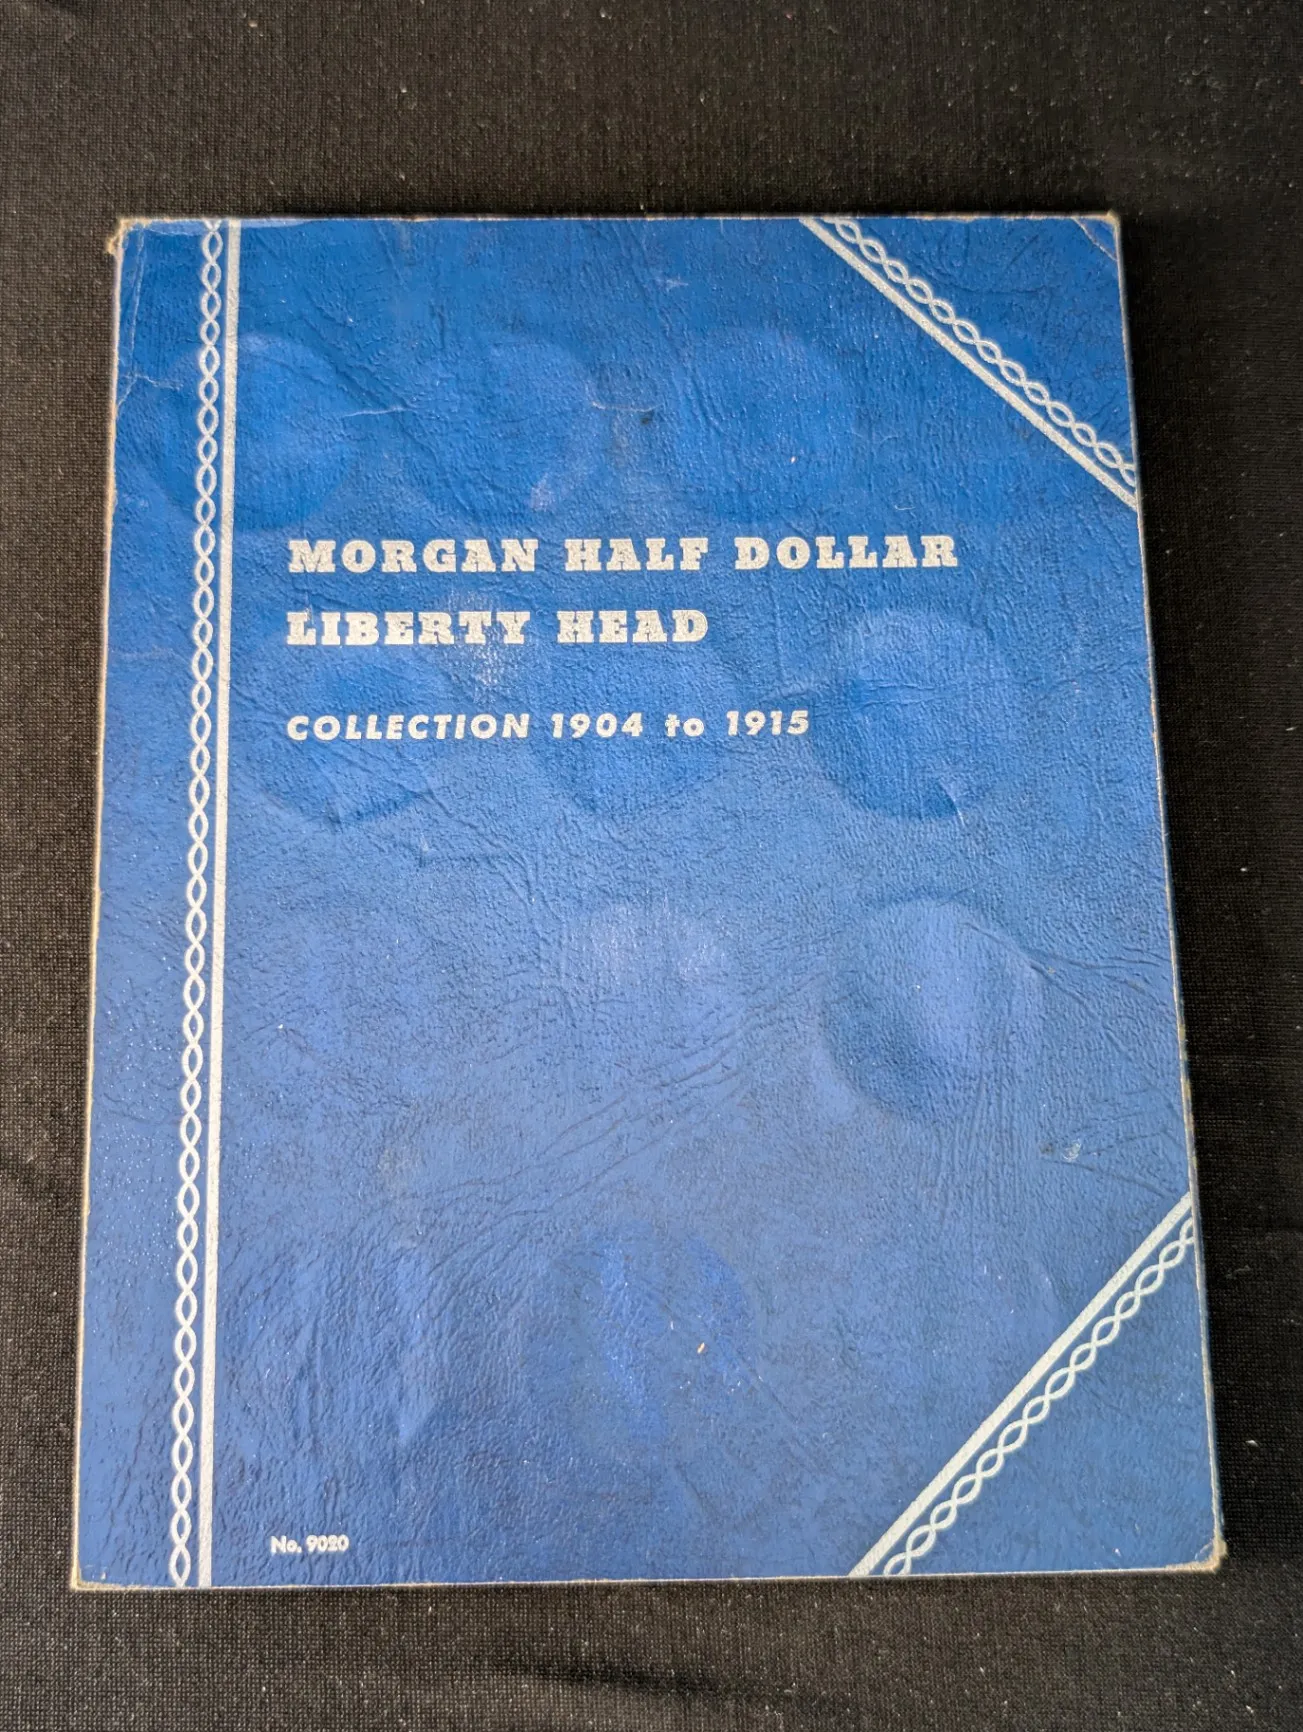 MORGAN HALF DOLLAR
LIBERTY HEAD
COLLECTION 1904 to 1915
No. 9020